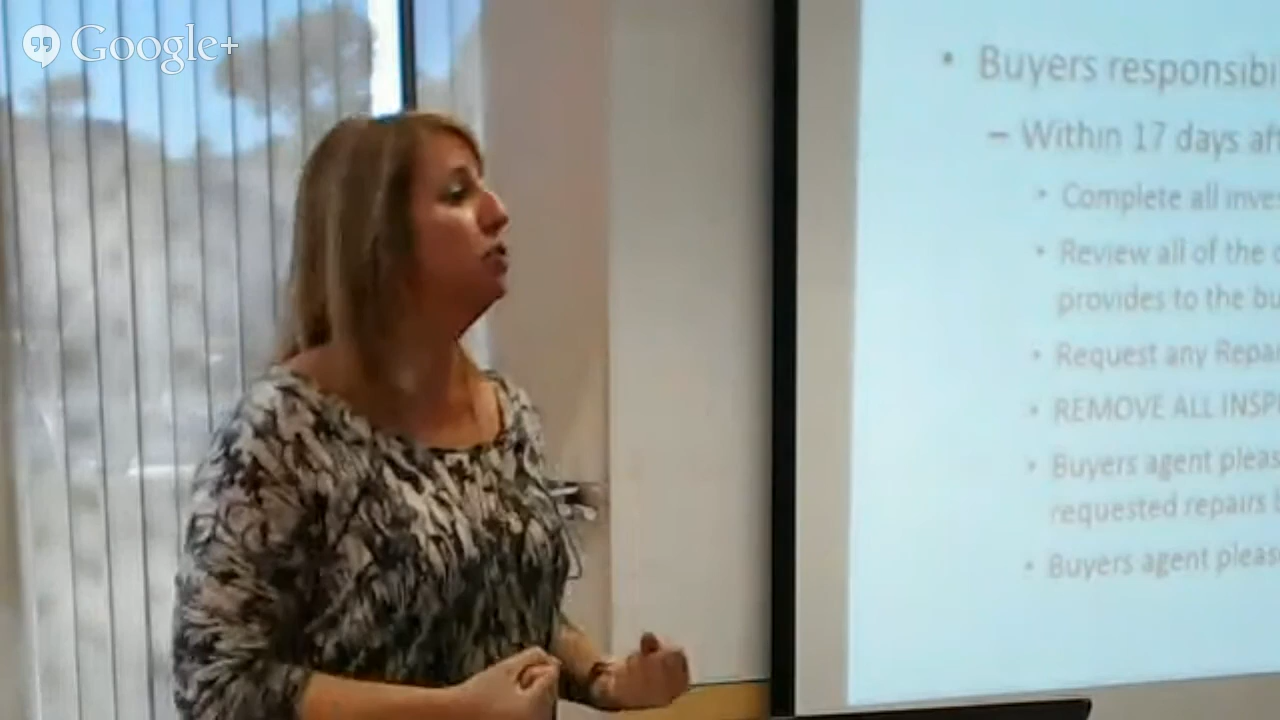 Google+
• Buyers responsibi
– Within 17 days af
• Complete all inve
• Review all of the
provides to the bu
• Request any Repa
• REMOVE ALL INSP
• Buyers agent pleas
requested repairs
• Buyers agent pleas